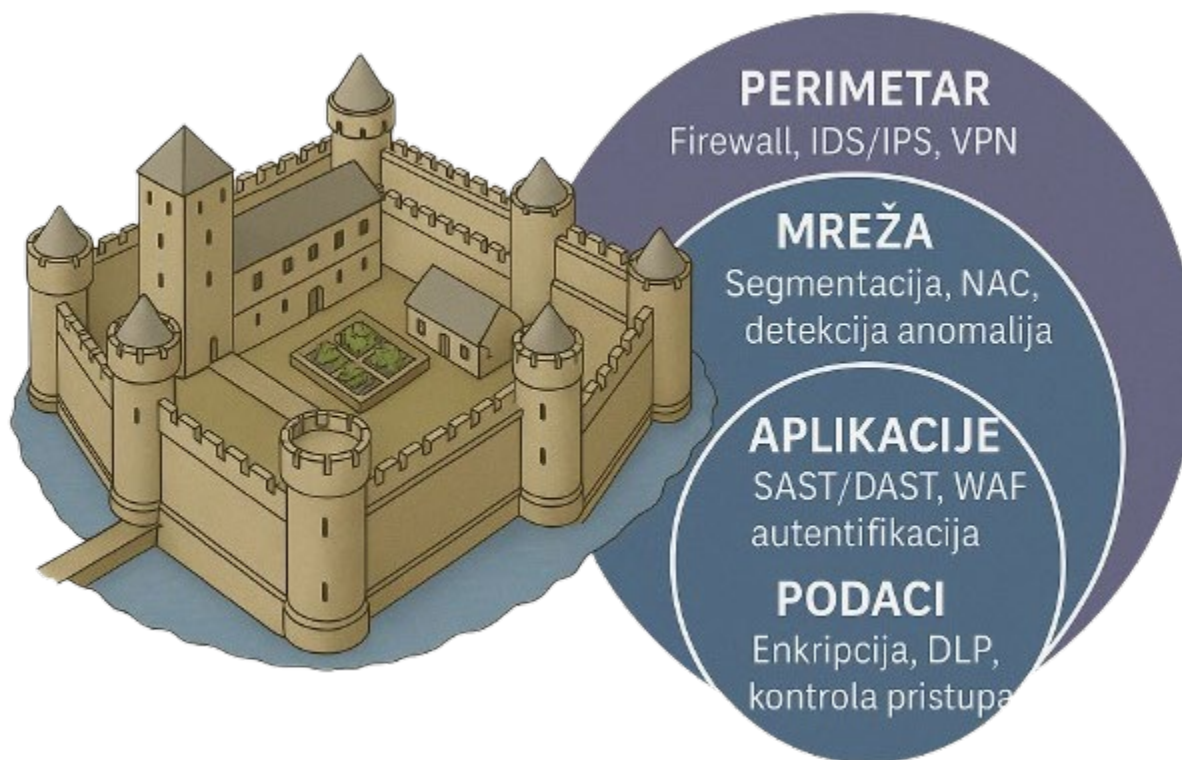 PERIMETAR
Firewall, IDS/IPS, VPN
MREŽA
Segmentacija, NAC,
detekcija anomalija
APLIKACIJE
SAST/DAST, WAF
autentifikacija
PODACI
Enkripcija, DLP,
kontrola pristupa